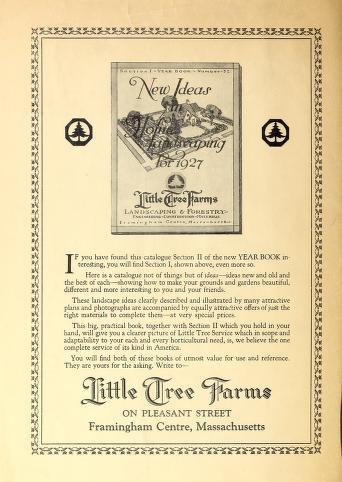 Section I · YEAR BOOK · Number 32
New Ideas
in
Home
Landscaping
for 1927
Little Tree Farms
LANDSCAPING & FORESTRY
Framingham Centre, Massachusetts
IF you have found this catalogue Section II of the new YEAR BOOK in-
teresting, you will find Section I, shown above, even more so.
Here is a catalogue not of things but of ideas—ideas new and old and
the best of each—showing how to make your grounds and gardens beautiful,
different and more interesting to you and your friends.
These landscape ideas clearly described and illustrated by many attractive
plans and photographs are accompanied by equally attractive offers of just the
right materials to complete them—at very special prices.
This big, practical book, together with Section II which you hold in your
hand, will give you a clearer picture of Little Tree Service which in scope and
adaptability to your each and every horticultural need, is, we believe the one
complete service of its kind in America.
You will find both of these books of utmost value for use and reference.
They are yours for the asking. Write to—
Little Tree Farms
ON PLEASANT STREET
Framingham Centre, Massachusetts